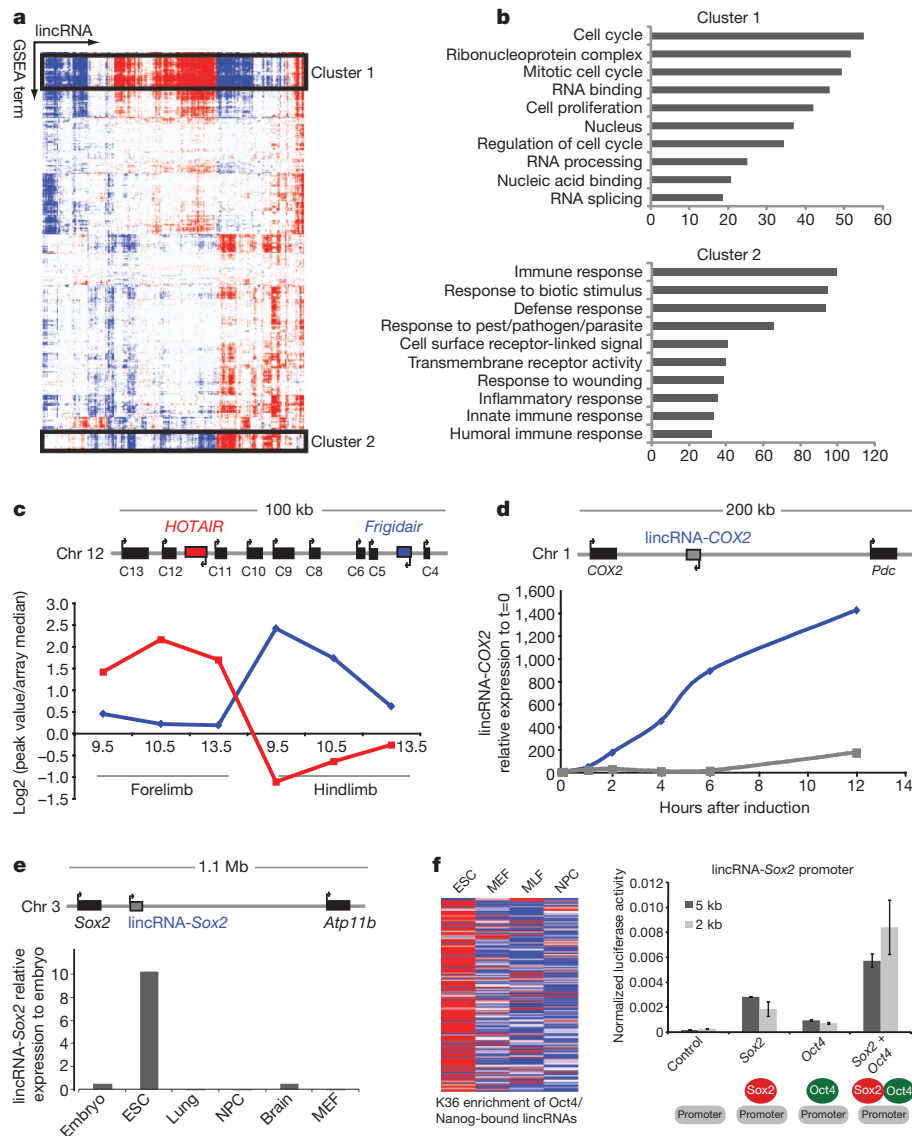 a
lincRNA
GSEA term
Cluster 1
Cluster 2
b
Cluster 1
Cell cycle
Ribonucleoprotein complex
Mitotic cell cycle
RNA binding
Cell proliferation
Nucleus
Regulation of cell cycle
RNA processing
Nucleic acid binding
RNA splicing
0 10 20 30 40 50 60
Cluster 2
Immune response
Response to biotic stimulus
Defense response
Response to pest/pathogen/parasite
Cell surface receptor-linked signal
Transmembrane receptor activity
Response to wounding
Inflammatory response
Innate immune response
Humoral immune response
0 20 40 60 80 100 120
c
100 kb
HOTAIR Frigidair
Chr 12
C13 C12 C11 C10 C9 C8 C6 C5 C4
Log2 (peak value/array median)
3.0
2.5
2.0
1.5
1.0
0.5
0.0
−0.5
−1.0
−1.5
9.5 10.5 13.5 9.5 10.5 13.5
Forelimb Hindlimb
d
200 kb
lincRNA-COX2
Chr 1
COX2 Pdc
lincRNA-COX2
relative expression to t=0
1,600
1,400
1,200
1,000
800
600
400
200
0
0 2 4 6 8 10 12 14
Hours after induction
e
1.1 Mb
Chr 3
Sox2 lincRNA-Sox2 Atp11b
lincRNA-Sox2 relative
expression to embryo
10
8
6
4
2
0
Embryo ESC Lung NPC Brain MEF
f
ESC MEF MLF NPC
K36 enrichment of Oct4/
Nanog-bound lincRNAs
lincRNA-Sox2 promoter
5 kb
2 kb
Normalized luciferase activity
0.012
0.010
0.008
0.006
0.004
0.002
0
Control Sox2 Oct4 Sox2 + Oct4
Sox2 Oct4 Sox2 Oct4
Promoter Promoter Promoter Promoter